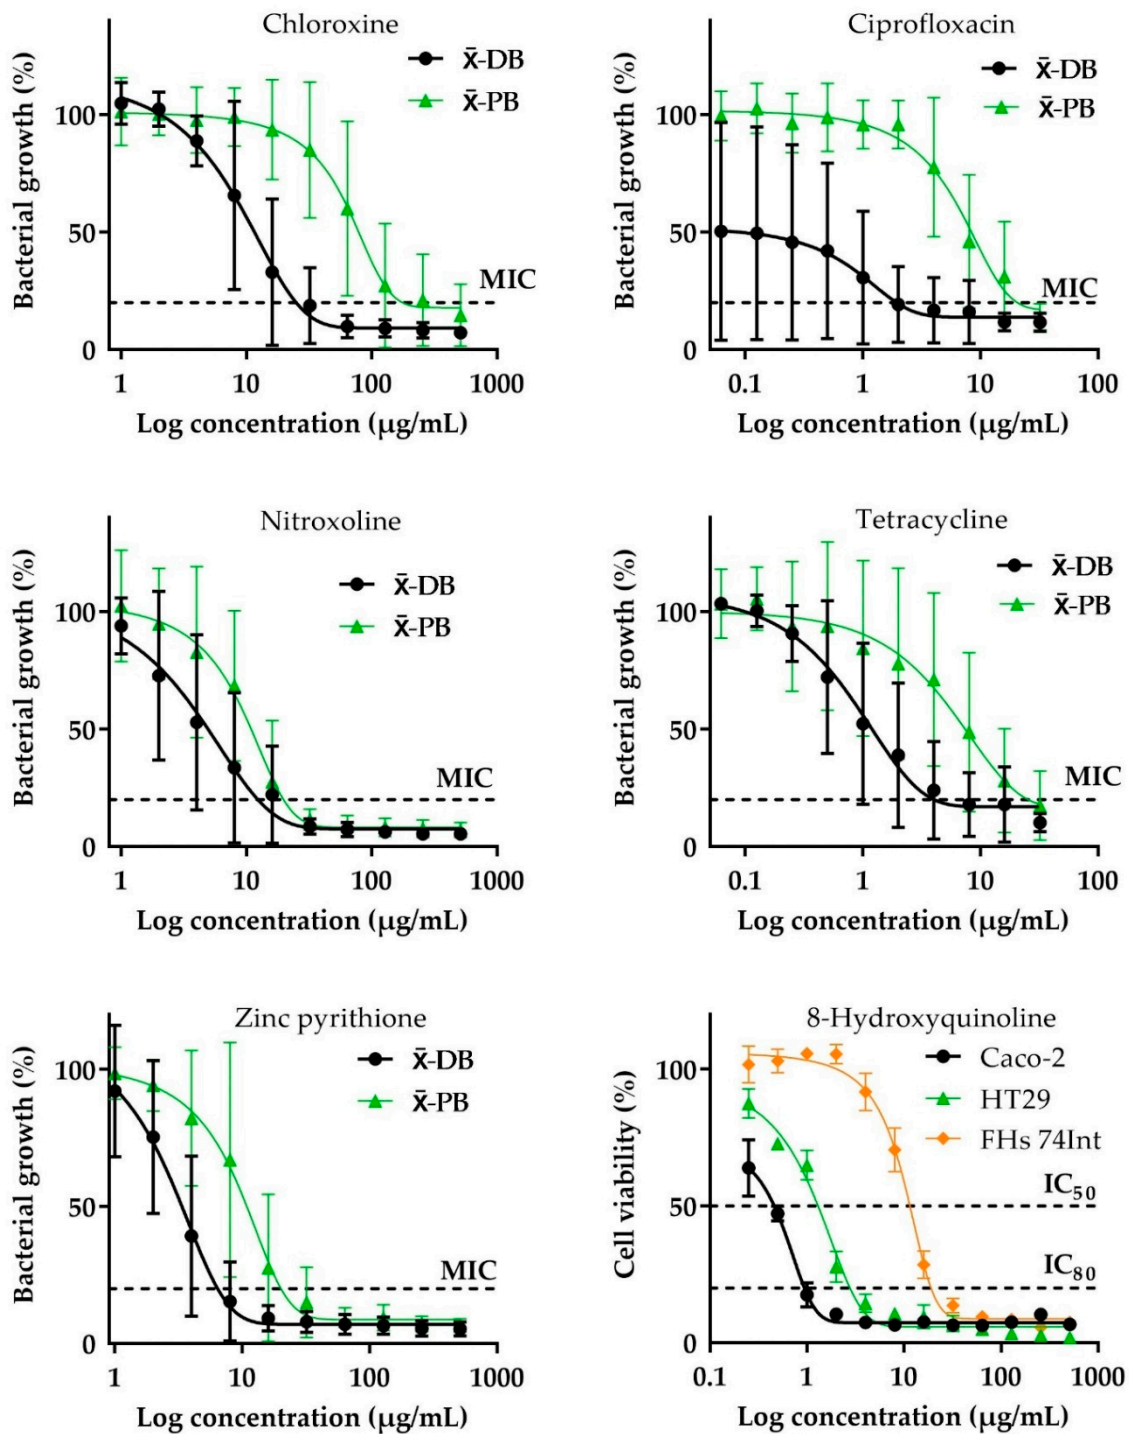 Chloroxine
x̄-DB
x̄-PB
Bacterial growth (%)
100
50
0
MIC
1 10 100 1000
Log concentration (µg/mL)
Ciprofloxacin
x̄-DB
x̄-PB
Bacterial growth (%)
100
50
0
MIC
0.1 1 10 100
Log concentration (µg/mL)
Nitroxoline
x̄-DB
x̄-PB
Bacterial growth (%)
100
50
0
MIC
1 10 100 1000
Log concentration (µg/mL)
Tetracycline
x̄-DB
x̄-PB
Bacterial growth (%)
100
50
0
MIC
0.1 1 10 100
Log concentration (µg/mL)
Zinc pyrithione
x̄-DB
x̄-PB
Bacterial growth (%)
100
50
0
MIC
1 10 100 1000
Log concentration (µg/mL)
8-Hydroxyquinoline
Caco-2
HT29
FHs 74Int
Cell viability (%)
100
50
0
IC₅₀
IC₈₀
0.1 1 10 100 1000
Log concentration (µg/mL)